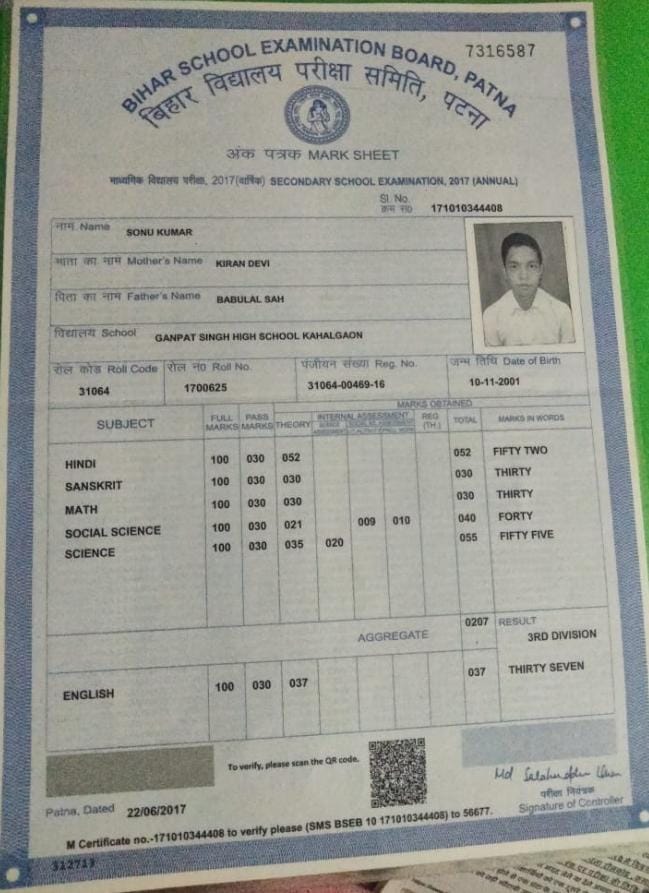 7316587
BIHAR SCHOOL EXAMINATION BOARD, PATNA
बिहार विद्यालय परीक्षा समिति, पटना
अंक पत्रक MARK SHEET
माध्यमिक विद्यालय परीक्षा, 2017(वार्षिक) SECONDARY SCHOOL EXAMINATION, 2017 (ANNUAL)
Sl. No.
क्रम सं० 171010344408
नाम Name SONU KUMAR
माता का नाम Mother's Name KIRAN DEVI
पिता का नाम Father's Name BABULAL SAH
विद्यालय School GANPAT SINGH HIGH SCHOOL KAHALGAON
रोल कोड Roll Code रोल न० Roll No. पंजीयन संख्या Reg. No. जन्म तिथि Date of Birth
31064 1700625 31064-00469-16 10-11-2001
MARKS OBTAINED
SUBJECT FULL MARKS PASS MARKS THEORY INTERNAL ASSESSMENT REG (TH.) TOTAL MARKS IN WORDS
HINDI 100 030 052 052 FIFTY TWO
SANSKRIT 100 030 030 030 THIRTY
MATH 100 030 030 030 THIRTY
SOCIAL SCIENCE 100 030 021 009 010 040 FORTY
SCIENCE 100 030 035 020 055 FIFTY FIVE
AGGREGATE 0207 RESULT
3RD DIVISION
ENGLISH 100 030 037 037 THIRTY SEVEN
To verify, please scan the QR code.
Patna, Dated 22/06/2017
परीक्षा नियंत्रक
Signature of Controller
M Certificate no.-171010344408 to verify please (SMS BSEB 10 171010344408) to 56677.
312713